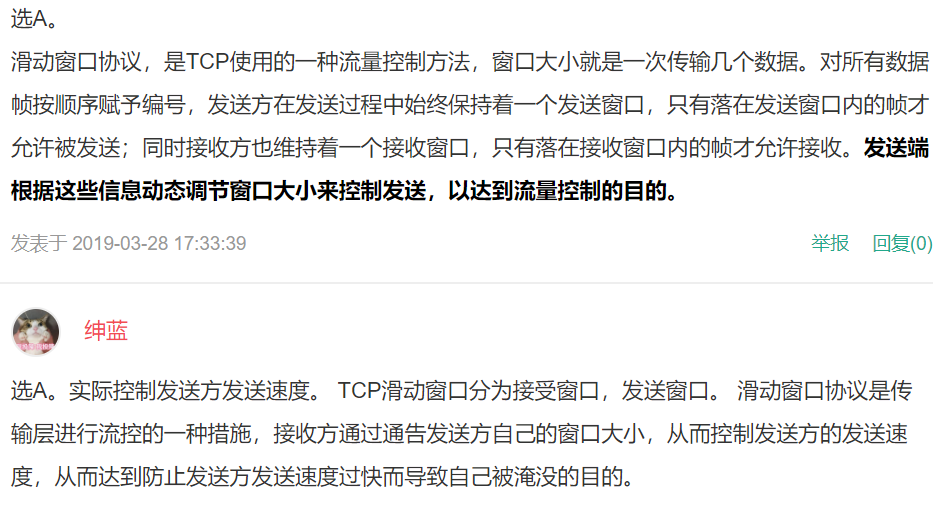 选A。
滑动窗口协议，是TCP使用的一种流量控制方法，窗口大小就是一次传输几个数据。对所有数据
帧按顺序赋予编号，发送方在发送过程中始终保持着一个发送窗口，只有落在发送窗口内的帧才
允许被发送；同时接收方也维持着一个接收窗口，只有落在接收窗口内的帧才允许接收。发送端
根据这些信息动态调节窗口大小来控制发送，以达到流量控制的目的。
发表于 2019-03-28 17:33:39 举报 回复(0)
绅蓝
选A。实际控制发送方发送速度。 TCP滑动窗口分为接受窗口，发送窗口。 滑动窗口协议是传
输层进行流控的一种措施，接收方通过通告发送方自己的窗口大小，从而控制发送方的发送速
度，从而达到防止发送方发送速度过快而导致自己被淹没的目的。